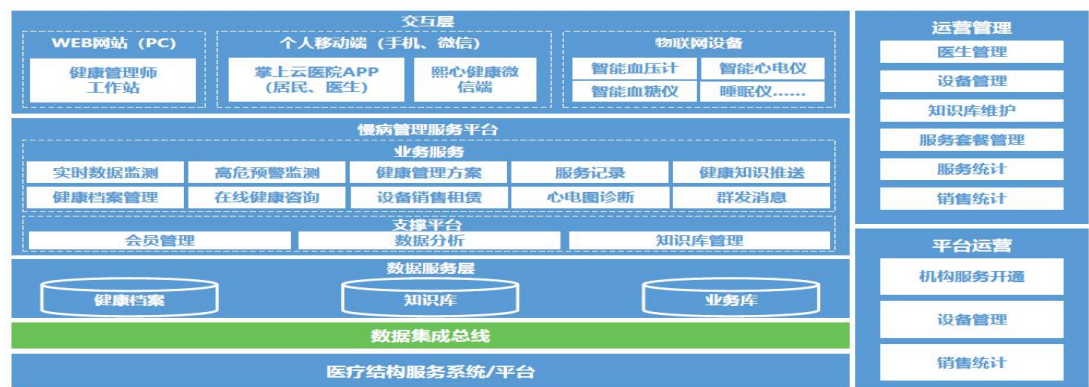 交互层
WEB网站（PC）
健康管理师
工作站
个人移动端（手机、微信）
掌上云医院APP
（居民、医生）
熙心健康微
信端
物联网设备
智能血压计
智能心电仪
智能血糖仪
睡眠仪......
慢病管理服务平台
业务服务
实时数据监测
高危预警监测
健康管理方案
服务记录
健康知识推送
健康档案管理
在线健康咨询
设备销售租赁
心电图诊断
群发消息
支撑平台
会员管理
数据分析
知识库管理
数据服务层
健康档案
知识库
业务库
数据集成总线
医疗结构服务系统/平台
运营管理
医生管理
设备管理
知识库维护
服务套餐管理
服务统计
销售统计
平台运营
机构服务开通
设备管理
销售统计